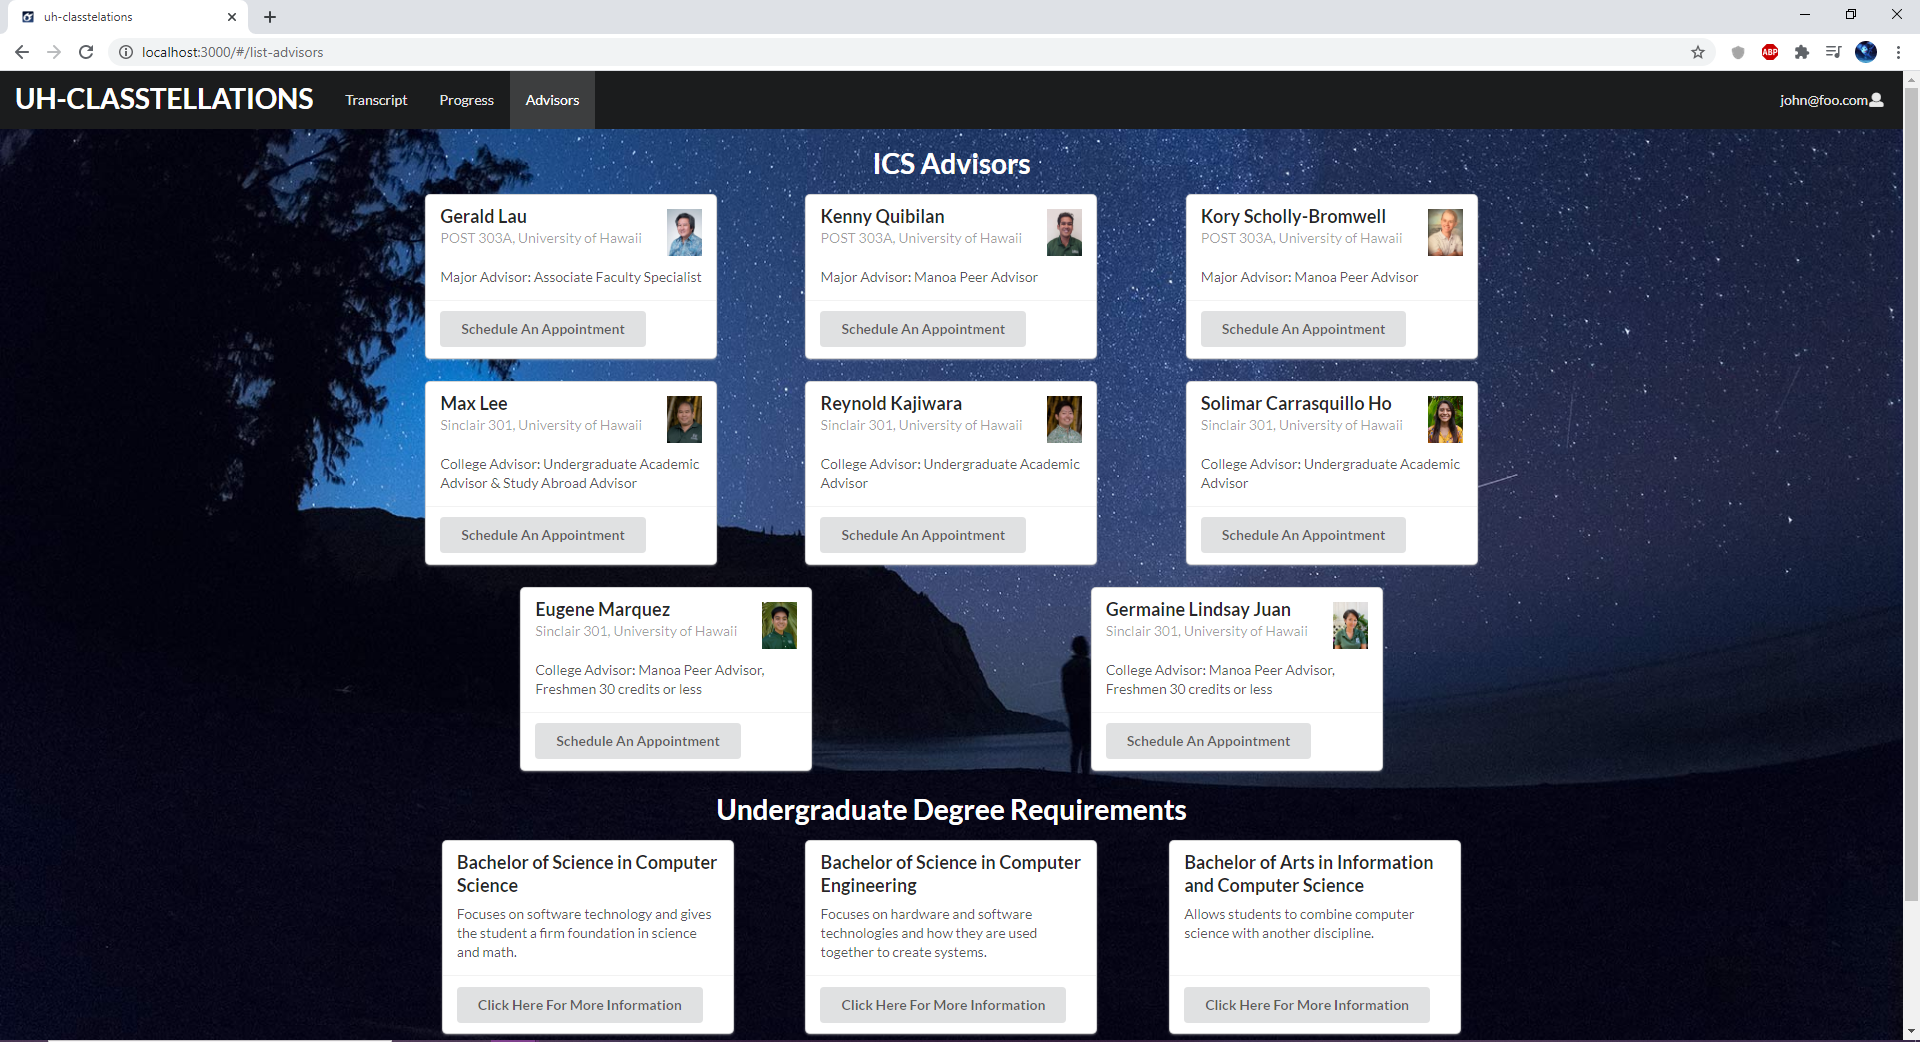 uh-classtelations
localhost:3000/#/list-advisors
ABP
UH-CLASSTELLATIONS
Transcript
Progress
Advisors
john@foo.com
ICS Advisors
Gerald Lau
POST 303A, University of Hawaii
Major Advisor: Associate Faculty Specialist
Schedule An Appointment
Kenny Quibilan
POST 303A, University of Hawaii
Major Advisor: Manoa Peer Advisor
Schedule An Appointment
Kory Scholly-Bromwell
POST 303A, University of Hawaii
Major Advisor: Manoa Peer Advisor
Schedule An Appointment
Max Lee
Sinclair 301, University of Hawaii
College Advisor: Undergraduate Academic
Advisor & Study Abroad Advisor
Schedule An Appointment
Reynold Kajiwara
Sinclair 301, University of Hawaii
College Advisor: Undergraduate Academic
Advisor
Schedule An Appointment
Solimar Carrasquillo Ho
Sinclair 301, University of Hawaii
College Advisor: Undergraduate Academic
Advisor
Schedule An Appointment
Eugene Marquez
Sinclair 301, University of Hawaii
College Advisor: Manoa Peer Advisor,
Freshmen 30 credits or less
Schedule An Appointment
Germaine Lindsay Juan
Sinclair 301, University of Hawaii
College Advisor: Manoa Peer Advisor,
Freshmen 30 credits or less
Schedule An Appointment
Undergraduate Degree Requirements
Bachelor of Science in Computer
Science
Focuses on software technology and gives
the student a firm foundation in science
and math.
Click Here For More Information
Bachelor of Science in Computer
Engineering
Focuses on hardware and software
technologies and how they are used
together to create systems.
Click Here For More Information
Bachelor of Arts in Information
and Computer Science
Allows students to combine computer
science with another discipline.
Click Here For More Information